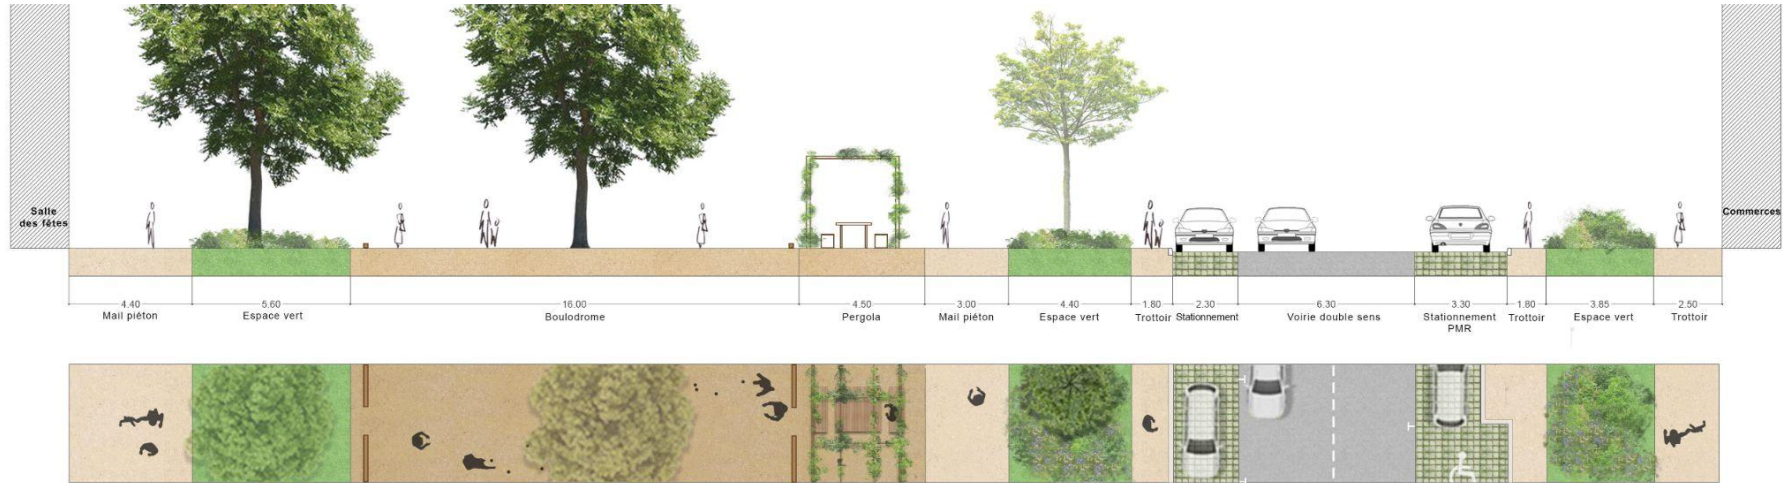 Salle
des fêtes
Commerces
4.40 5.60 16.00 4.50 3.00 4.40 1.80 2.30 6.30 3.30 1.80 3.85 2.50
Mail piéton Espace vert Boulodrome Pergola Mail piéton Espace vert Trottoir Stationnement Voirie double sens Stationnement Trottoir Espace vert Trottoir
PMR